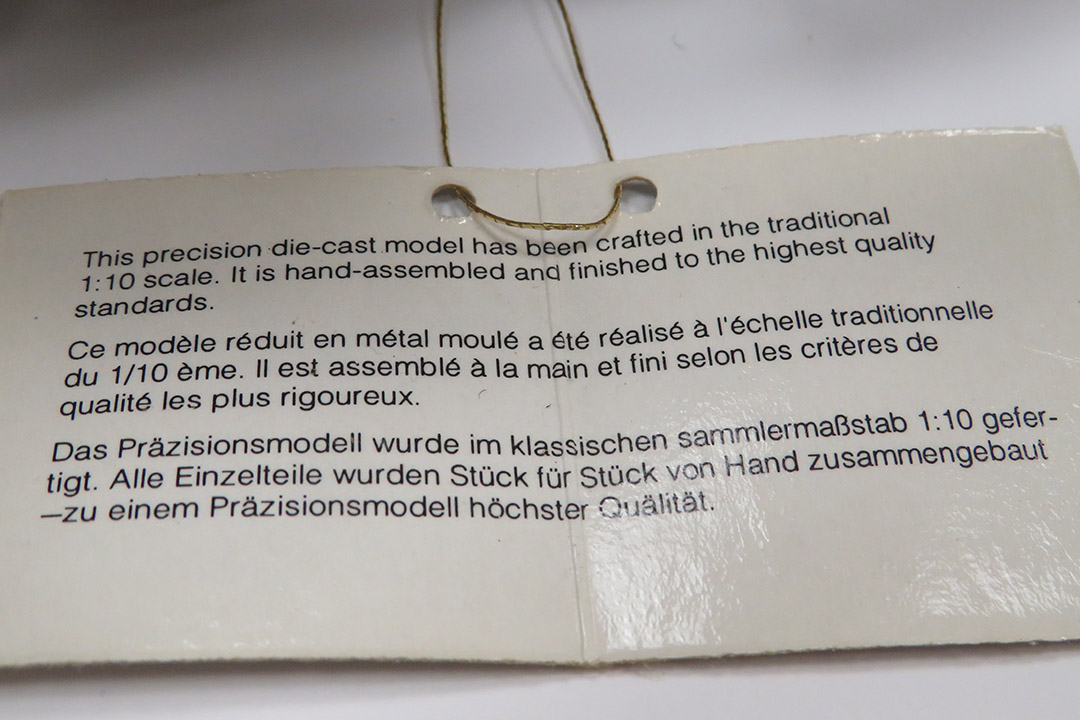 This precision die-cast model has been crafted in the traditional
1:10 scale. It is hand-assembled and finished to the highest quality
standards.
Ce modèle réduit en métal moulé a été réalisé à l'échelle traditionnelle
du 1/10 ème. Il est assemblé à la main et fini selon les critères de
qualité les plus rigoureux.
Das Präzisionsmodell wurde im klassischen sammlermaßstab 1:10 gefer-
tigt. Alle Einzelteile wurden Stück für Stück von Hand zusammengebaut
—zu einem Präzisionsmodell höchster Quälität.